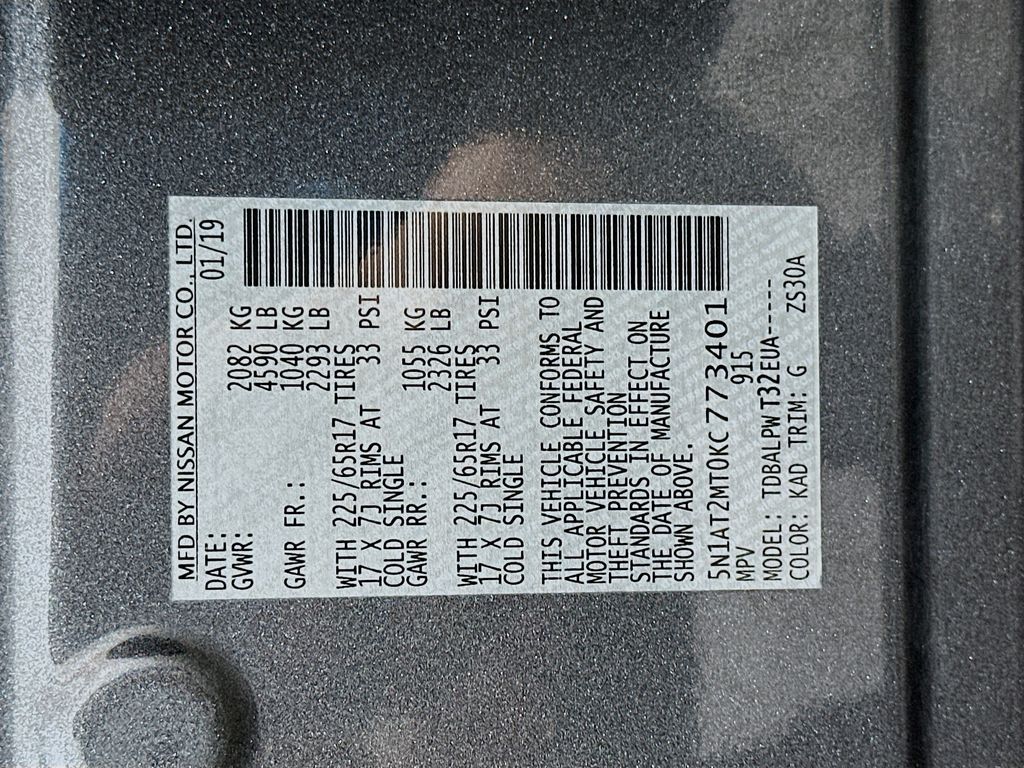 MFD BY NISSAN MOTOR CO., LTD.
DATE: 01/19
GVWR: 2082 KG
4590 LB
GAWR FR.: 1040 KG
2293 LB
WITH 225/65R17 TIRES
17 X 7J RIMS AT 33 PSI
COLD SINGLE
GAWR RR.: 1055 KG
2326 LB
WITH 225/65R17 TIRES
17 X 7J RIMS AT 33 PSI
COLD SINGLE
THIS VEHICLE CONFORMS TO
ALL APPLICABLE FEDERAL
MOTOR VEHICLE SAFETY AND
THEFT PREVENTION
STANDARDS IN EFFECT ON
THE DATE OF MANUFACTURE
SHOWN ABOVE.
5N1AT2MT0KC773401
MPV 915
MODEL: TDBALPWT32EUA-----
COLOR: KAD TRIM: G ZS30A